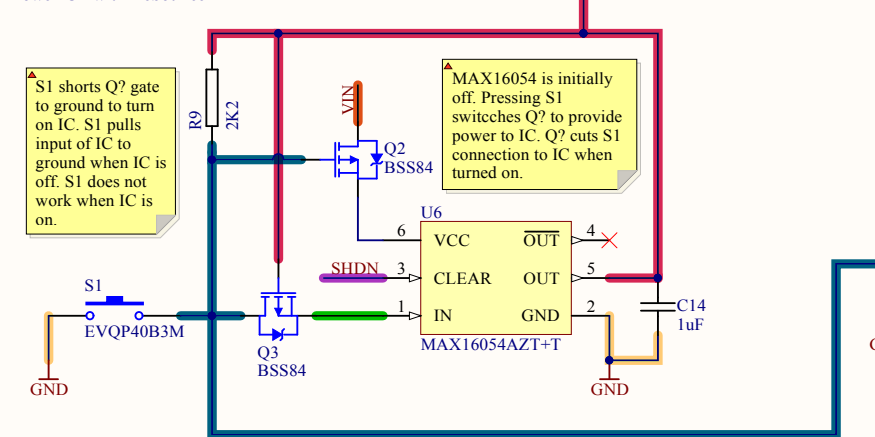 S1 shorts Q? gate
to ground to turn
on IC. S1 pulls
input of IC to
ground when IC is
off. S1 does not
work when IC is
on.
R9
2K2
VIN
Q2
BSS84
MAX16054 is initially
off. Pressing S1
switcches Q? to provide
power to IC. Q? cuts S1
connection to IC when
turned on.
U6
6
VCC
OUT
4
SHDN
3
CLEAR
OUT
5
1
IN
GND
2
MAX16054AZT+T
S1
EVQP40B3M
Q3
BSS84
C14
1uF
GND
GND